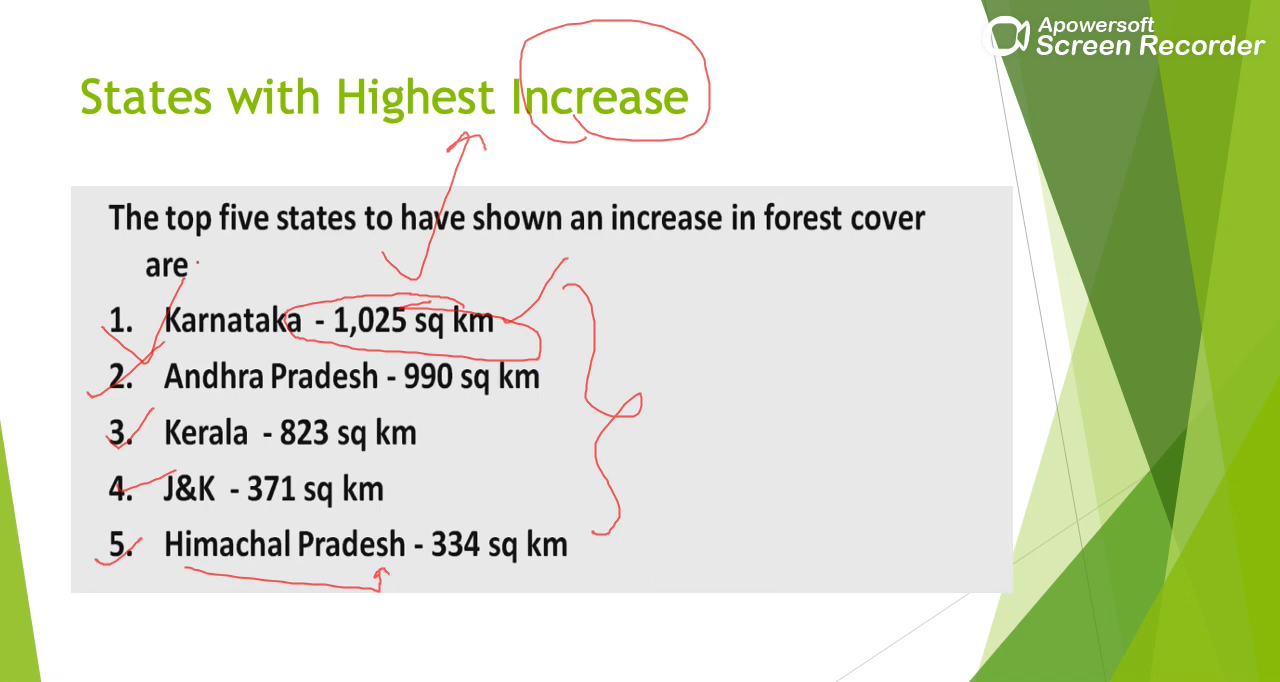 Apowersoft
Screen Recorder
States with Highest Increase
The top five states to have shown an increase in forest cover
are
1. Karnataka - 1,025 sq km
2. Andhra Pradesh - 990 sq km
3. Kerala - 823 sq km
4. J&K - 371 sq km
5. Himachal Pradesh - 334 sq km